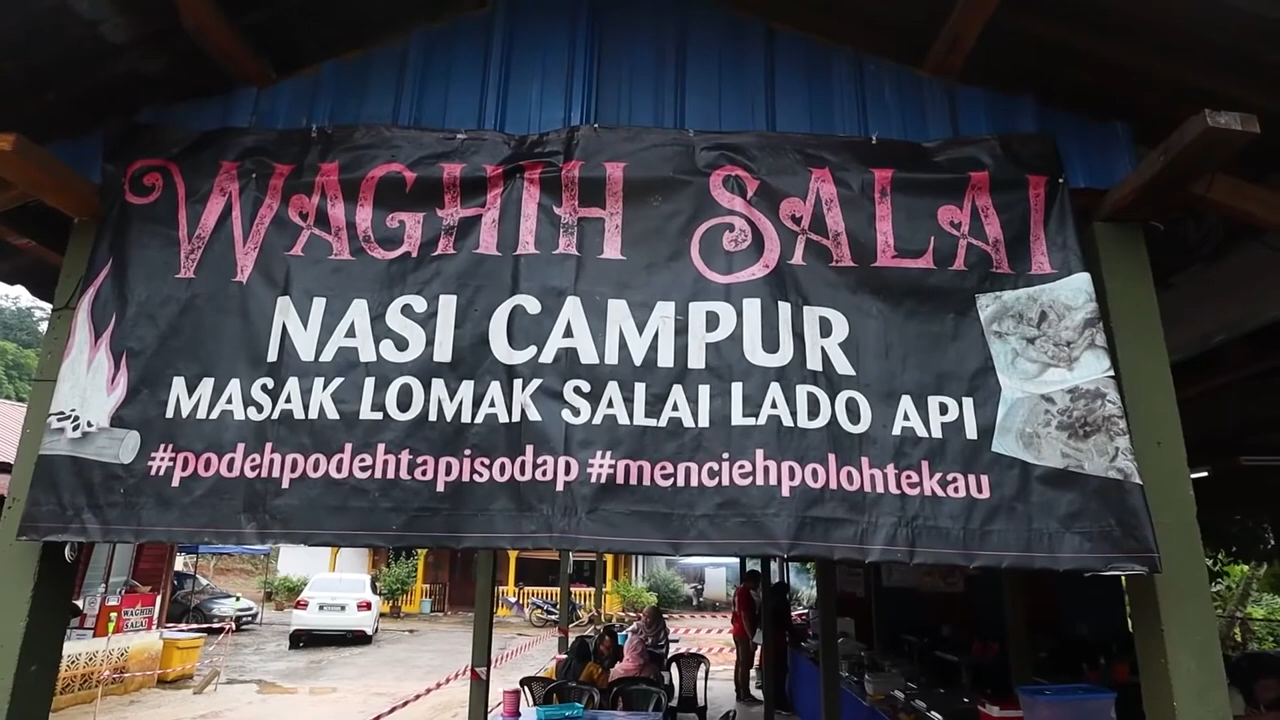 WAGHIH SALAI
NASI CAMPUR
MASAK LOMAK SALAI LADO API
#podehpodehtapisodap #menciehpolohtekau
WAGHIH
SALAI